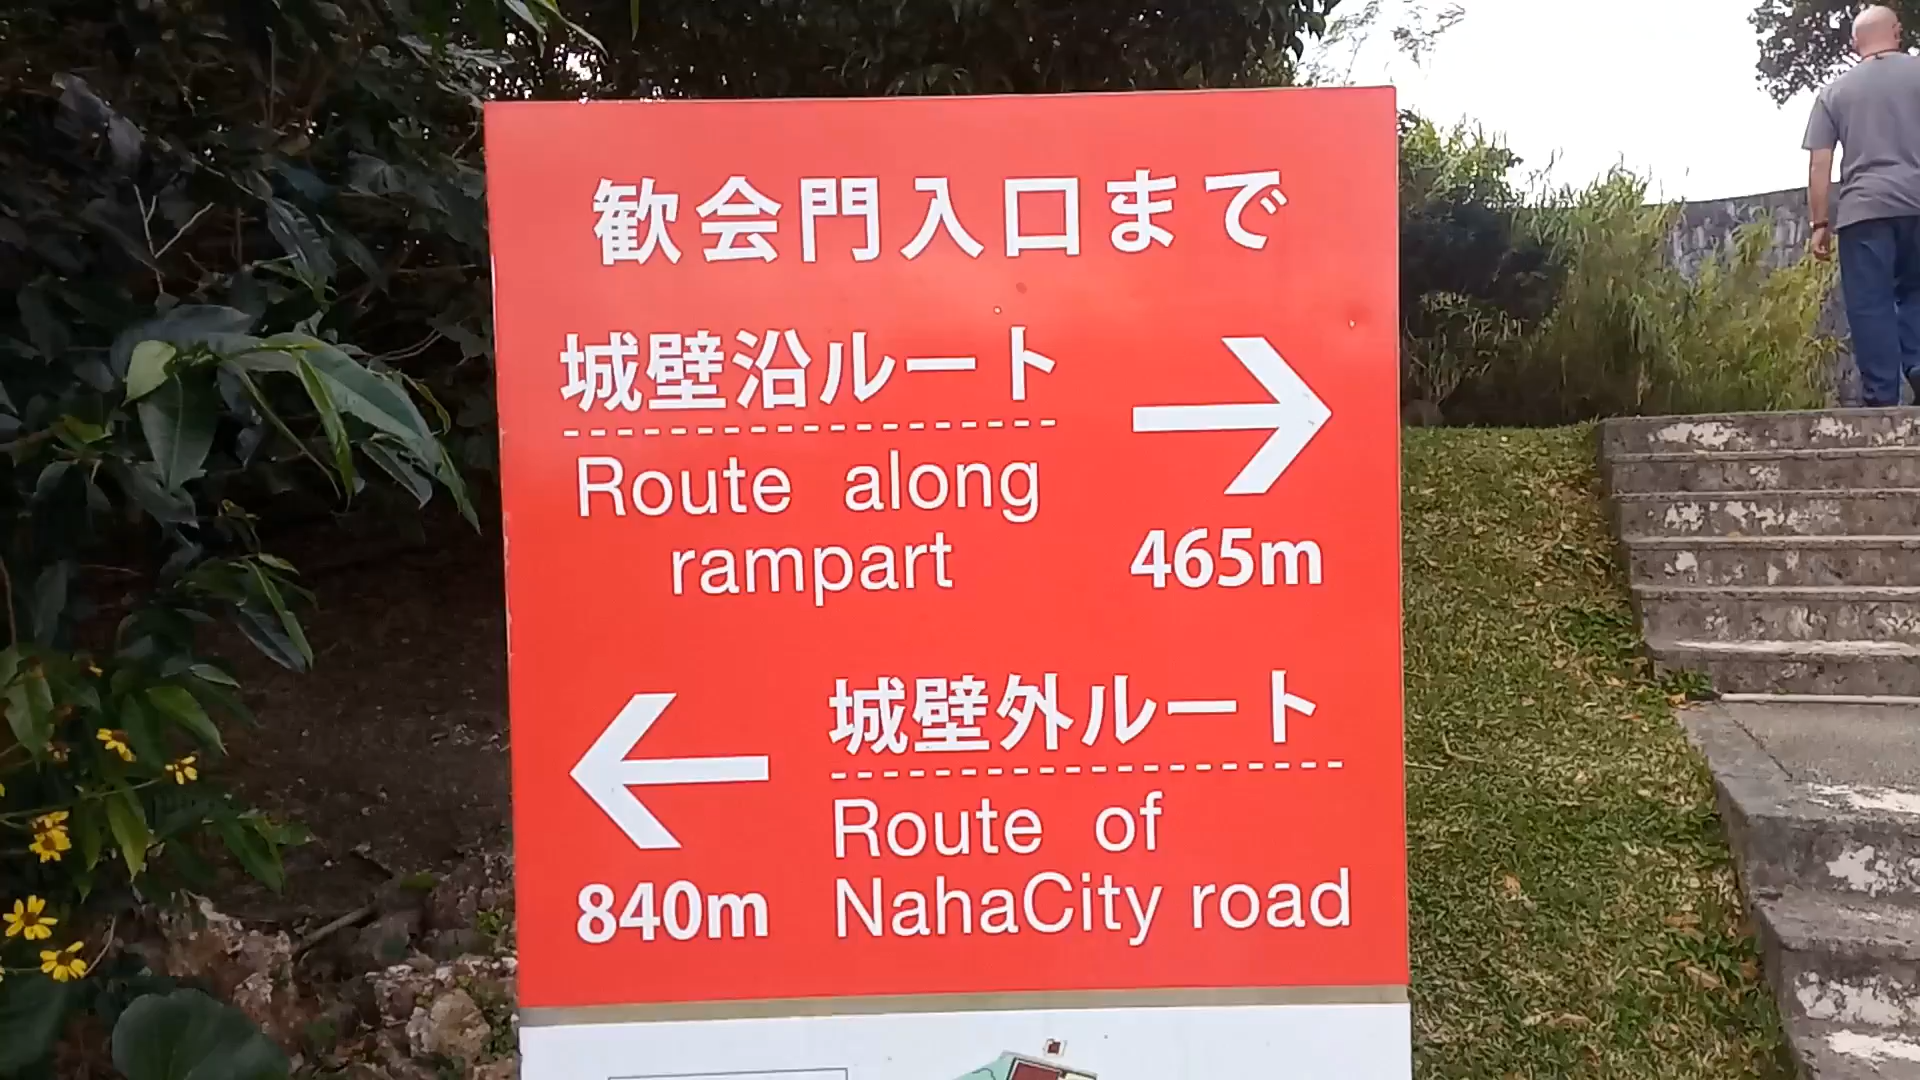 歓会門入口まで
城壁沿ルート
Route along
rampart
465m
城壁外ルート
Route of
NahaCity road
840m